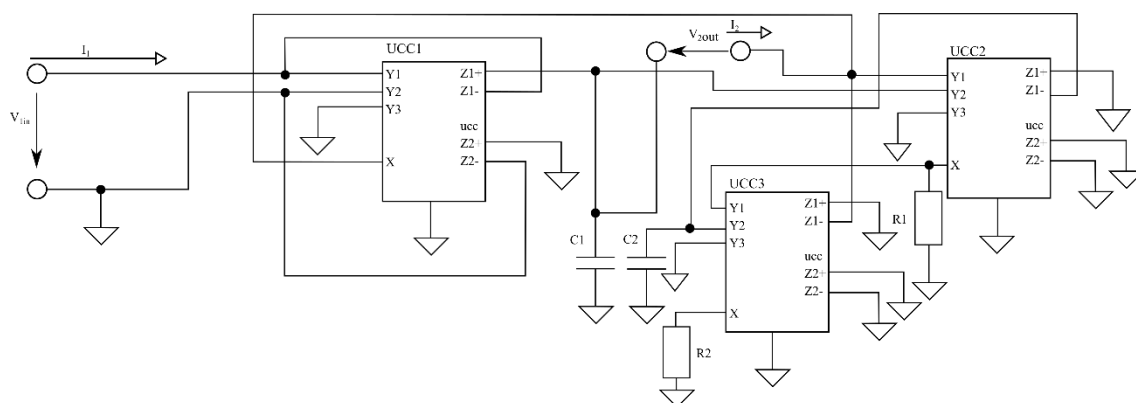 I1
V1in
UCC1
Y1
Y2
Y3
X
Z1+
Z1-
ucc
Z2+
Z2-
V2out
I2
C1
C2
UCC3
Y1
Y2
Y3
X
Z1+
Z1-
ucc
Z2+
Z2-
R2
R1
UCC2
Y1
Y2
Y3
X
Z1+
Z1-
ucc
Z2+
Z2-